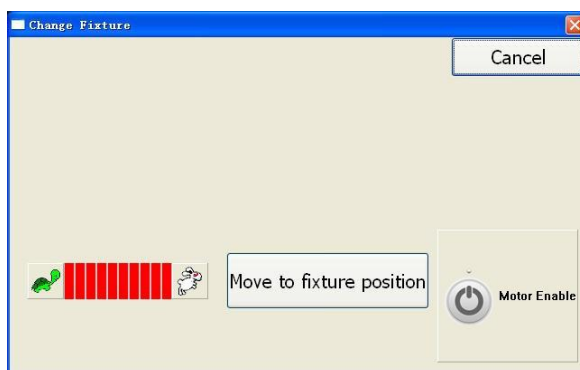 Change Fixture
Cancel
Move to fixture position
Motor Enable